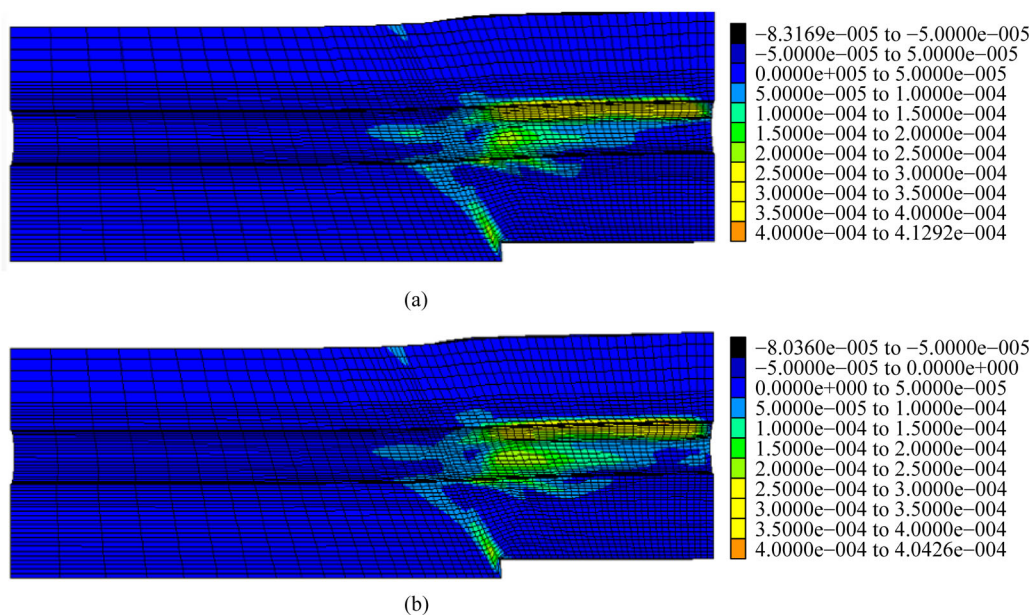 −8.3169e−005 to −5.0000e−005
−5.0000e−005 to 5.0000e−005
0.0000e+005 to 5.0000e−005
5.0000e−005 to 1.0000e−004
1.0000e−004 to 1.5000e−004
1.5000e−004 to 2.0000e−004
2.0000e−004 to 2.5000e−004
2.5000e−004 to 3.0000e−004
3.0000e−004 to 3.5000e−004
3.5000e−004 to 4.0000e−004
4.0000e−004 to 4.1292e−004
(a)
−8.0360e−005 to −5.0000e−005
−5.0000e−005 to 0.0000e+000
0.0000e+000 to 5.0000e−005
5.0000e−005 to 1.0000e−004
1.0000e−004 to 1.5000e−004
1.5000e−004 to 2.0000e−004
2.0000e−004 to 2.5000e−004
2.5000e−004 to 3.0000e−004
3.0000e−004 to 3.5000e−004
3.5000e−004 to 4.0000e−004
4.0000e−004 to 4.0426e−004
(b)